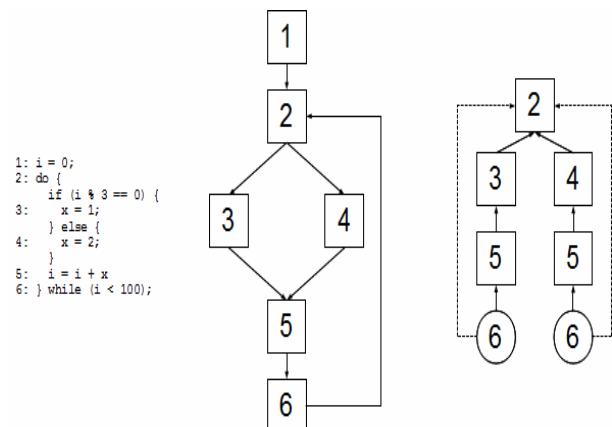 1: i = 0;
2: do {
if (i % 3 == 0) {
3: x = 1;
} else {
4: x = 2;
}
5: i = i + x
6: } while (i < 100);
1
2
3 4
5
6
2
3 4
5 5
6 6